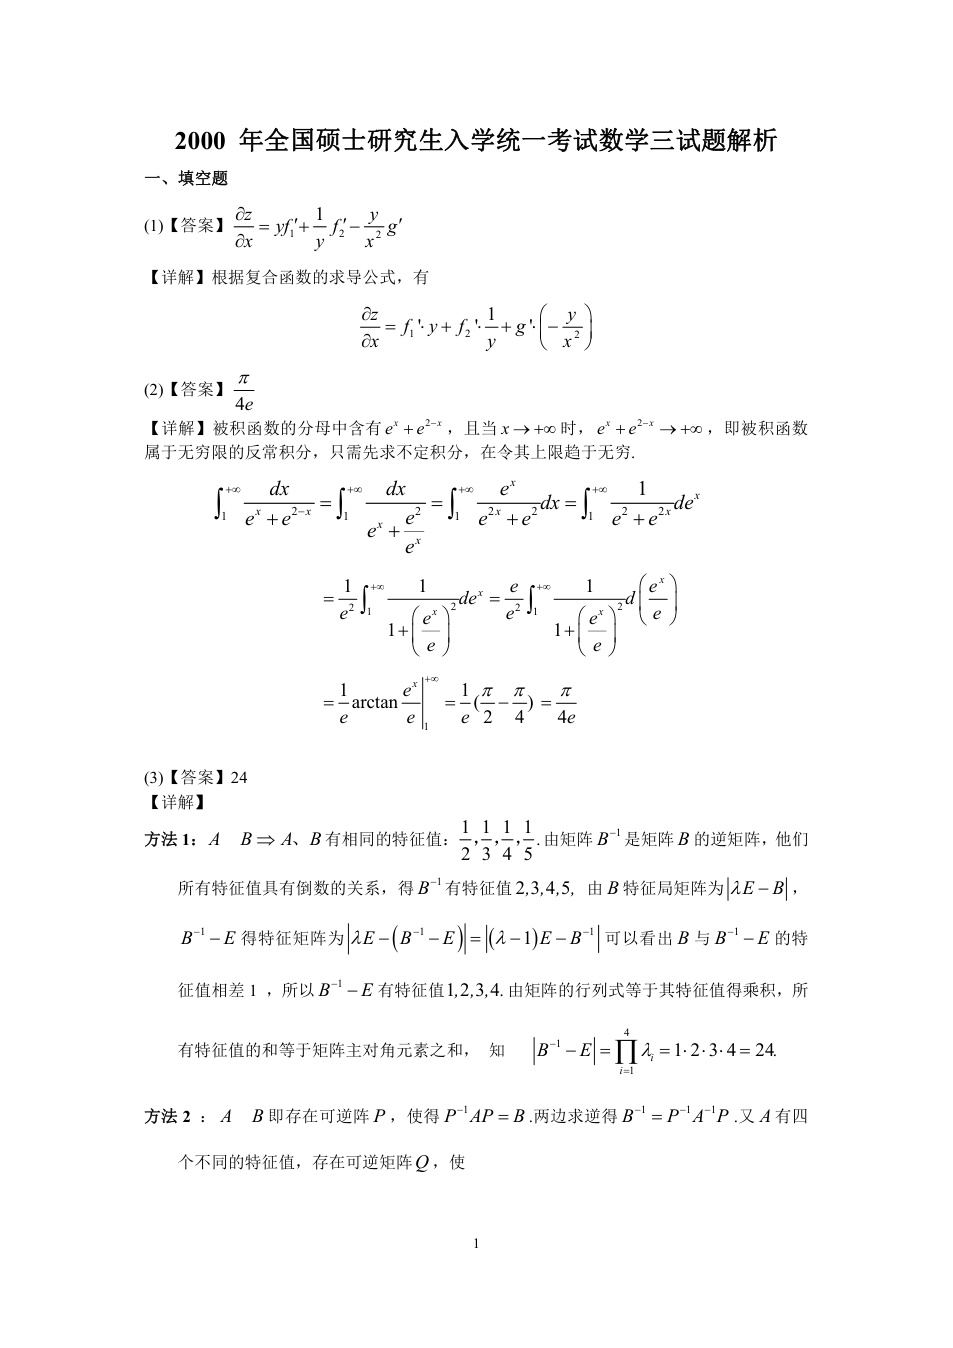 2000 年全国硕士研究生入学统一考试数学三试题解析
一、填空题
(1)【答案】 ∂z/∂x = yf₁′ + (1/y) f₂′ − (y/x²) g′
【详解】根据复合函数的求导公式，有
∂z/∂x = f₁'· y + f₂'· 1/y + g'·(− y/x²)
(2)【答案】 π/(4e)
【详解】被积函数的分母中含有 eˣ + e²⁻ˣ ，且当 x → +∞ 时， eˣ + e²⁻ˣ → +∞ ，即被积函数
属于无穷限的反常积分，只需先求不定积分，在令其上限趋于无穷.
∫₁^{+∞} dx/(e^x + e^{2−x}) = ∫₁^{+∞} dx/(e^x + e²/e^x) = ∫₁^{+∞} e^x/(e^{2x} + e²) dx = ∫₁^{+∞} 1/(e² + e^{2x}) de^x
= 1/e² ∫₁^{+∞} 1/(1+(e^x/e)²) de^x = e/e² ∫₁^{+∞} 1/(1+(e^x/e)²) d(e^x/e)
= 1/e arctan e^x/e |₁^{+∞} = 1/e (π/2 − π/4) = π/(4e)
(3)【答案】24
【详解】
方法 1：A B ⇒ A、B 有相同的特征值： 1/2, 1/3, 1/4, 1/5. 由矩阵 B⁻¹ 是矩阵 B 的逆矩阵，他们
所有特征值具有倒数的关系，得 B⁻¹ 有特征值 2,3,4,5, 由 B 特征局矩阵为 |λE − B| ，
B⁻¹ − E 得特征矩阵为 |λE − (B⁻¹ − E)| = |(λ − 1)E − B⁻¹| 可以看出 B 与 B⁻¹ − E 的特
征值相差 1 ，所以 B⁻¹ − E 有特征值1,2,3,4. 由矩阵的行列式等于其特征值得乘积，所
有特征值的和等于矩阵主对角元素之和， 知 |B⁻¹ − E| = ∏_{i=1}^{4} λᵢ = 1· 2· 3· 4 = 24.
方法 2 ： A B 即存在可逆阵 P ，使得 P⁻¹AP = B .两边求逆得 B⁻¹ = P⁻¹A⁻¹P .又 A 有四
个不同的特征值，存在可逆矩阵 Q ，使
1